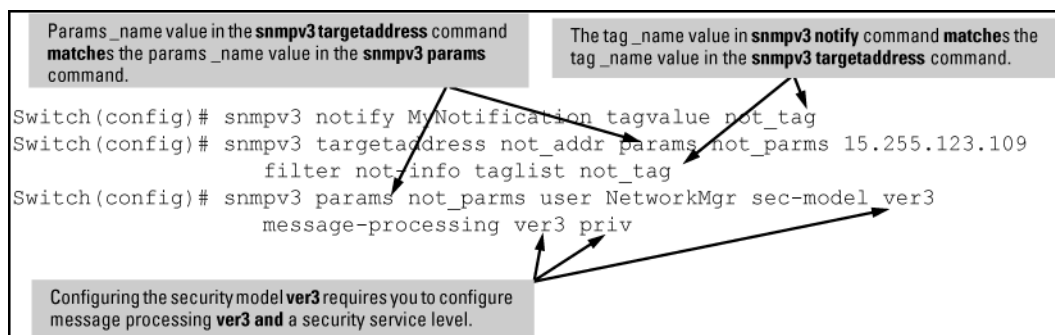 Params _name value in the snmpv3 targetaddress command
matches the params _name value in the snmpv3 params
command.
The tag _name value in snmpv3 notify command matches the
tag _name value in the snmpv3 targetaddress command.
Switch(config)# snmpv3 notify MyNotification tagvalue not_tag
Switch(config)# snmpv3 targetaddress not_addr params not_parms 15.255.123.109
filter not-info taglist not_tag
Switch(config)# snmpv3 params not_parms user NetworkMgr sec-model ver3
message-processing ver3 priv
Configuring the security model ver3 requires you to configure
message processing ver3 and a security service level.